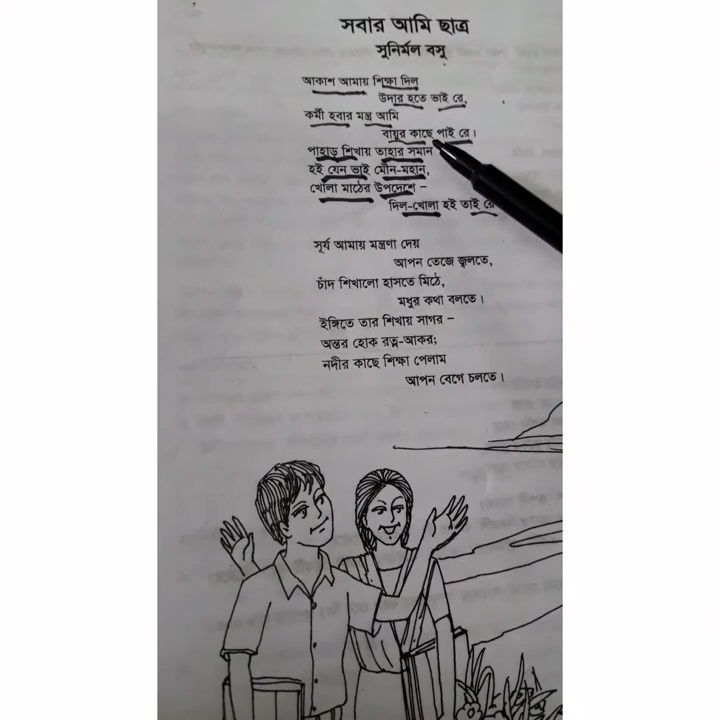 সবার আমি ছাত্র
সুনির্মল বসু
আকাশ আমায় শিক্ষা দিল
উদার হতে ভাই রে,
কর্মী হবার মন্ত্র আমি
বায়ুর কাছে পাই রে।
পাহাড় শিখায় তাহার সমান
হই যেন ভাই মৌন-মহান,
খোলা মাঠের উপদেশে –
দিল-খোলা হই তাই রে
সূর্য আমায় মন্ত্রণা দেয়
আপন তেজে জ্বলতে,
চাঁদ শিখালো হাসতে মিঠে,
মধুর কথা বলতে।
ইঙ্গিতে তার শিখায় সাগর –
অন্তর হোক রত্ন-আকর;
নদীর কাছে শিক্ষা পেলাম
আপন বেগে চলতে।